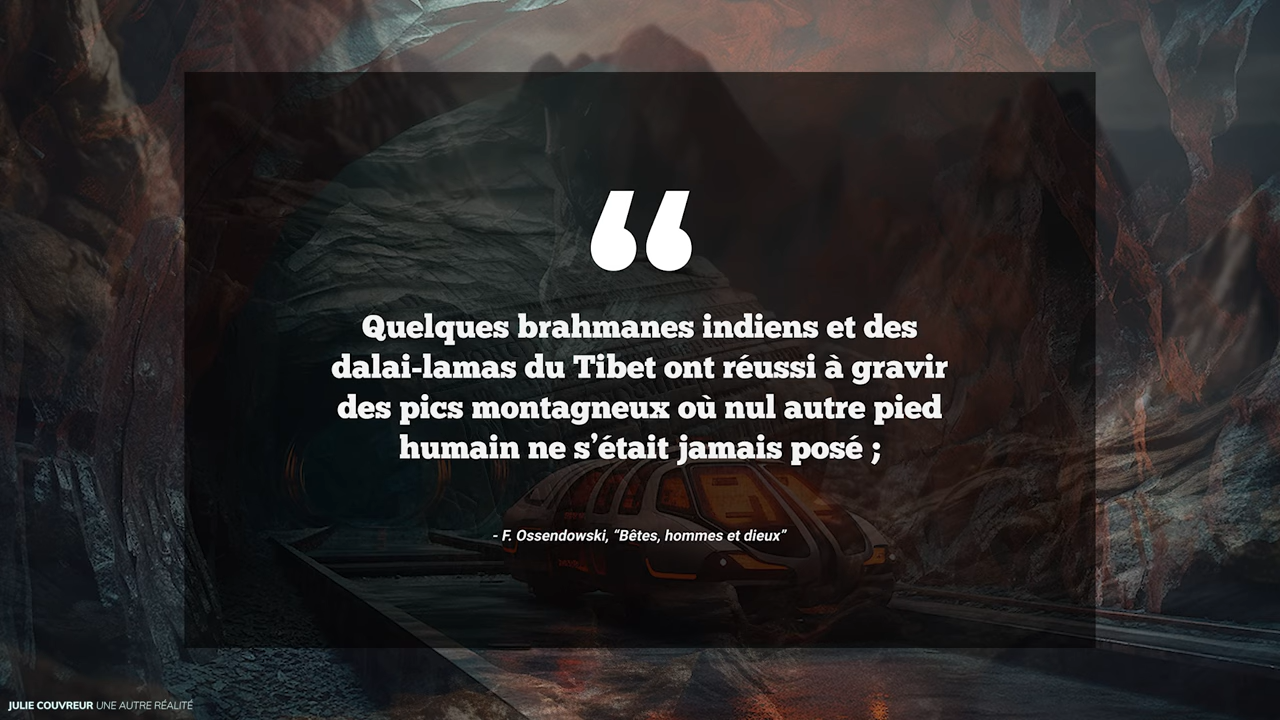 “
Quelques brahmanes indiens et des
dalai-lamas du Tibet ont réussi à gravir
des pics montagneux où nul autre pied
humain ne s’était jamais posé ;
- F. Ossendowski, “Bêtes, hommes et dieux”
JULIE COUVREUR UNE AUTRE RÉALITÉ